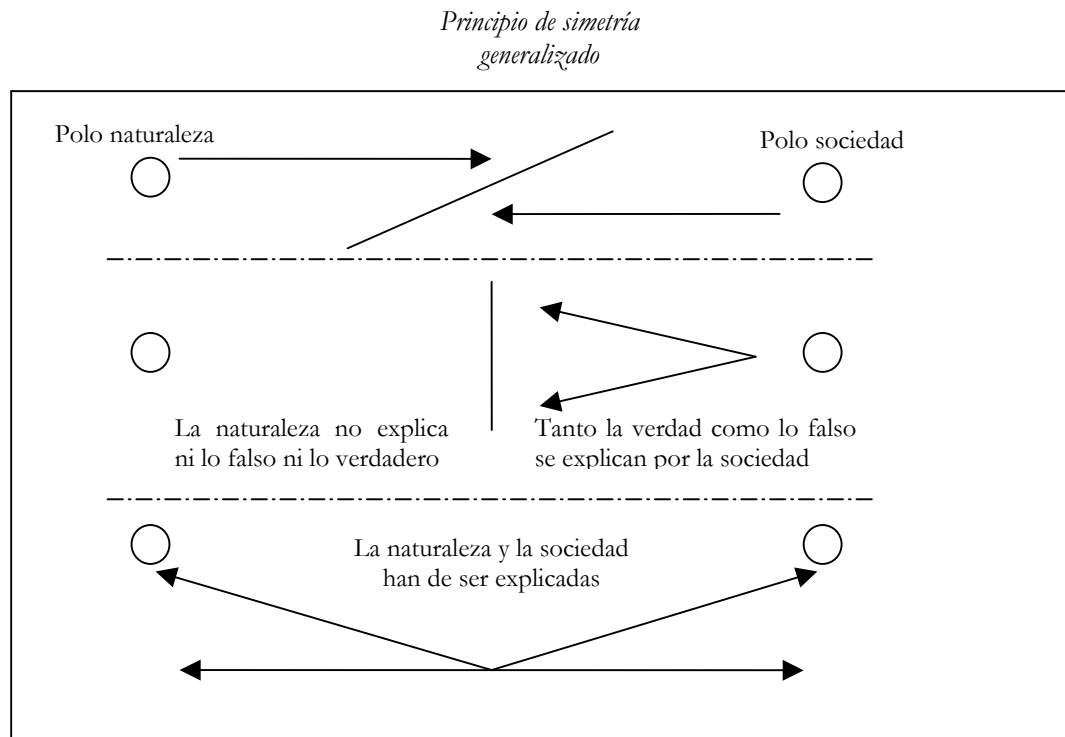 Principio de simetría
generalizado
Polo naturaleza
Polo sociedad
La naturaleza no explica
ni lo falso ni lo verdadero
Tanto la verdad como lo falso
se explican por la sociedad
La naturaleza y la sociedad
han de ser explicadas